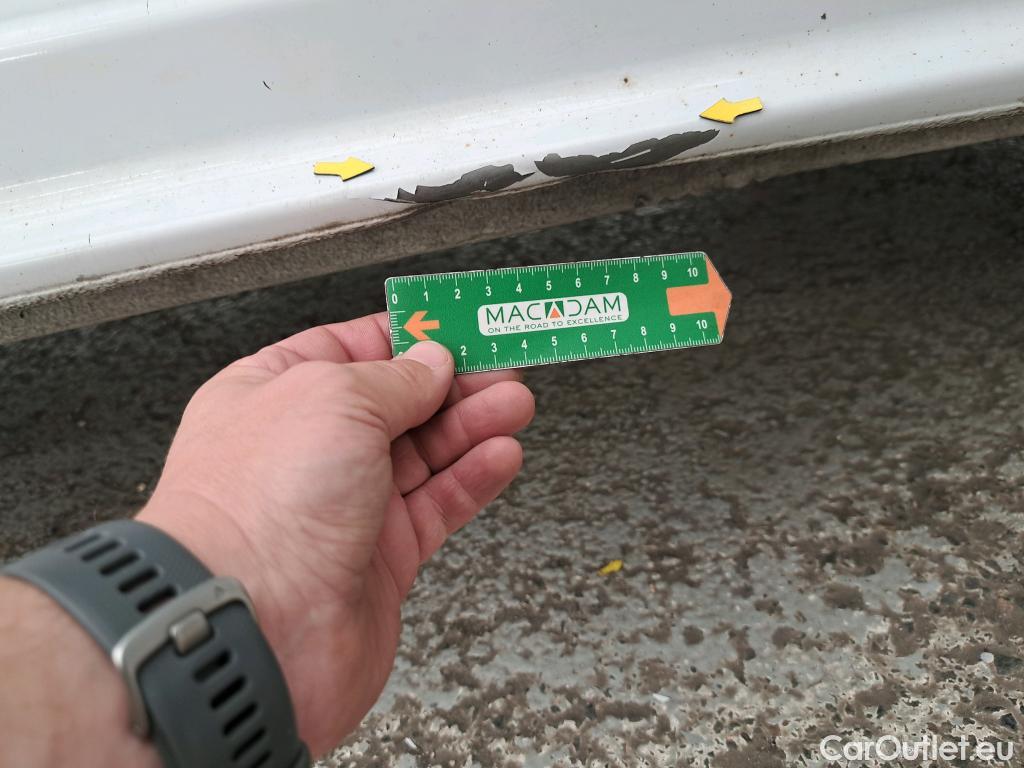 0 1 2 3 4 5 6 7 8 9 10
MACADAM
ON THE ROAD TO EXCELLENCE
2 3 4 5 6 7 8 9 10
CarOutlet.eu